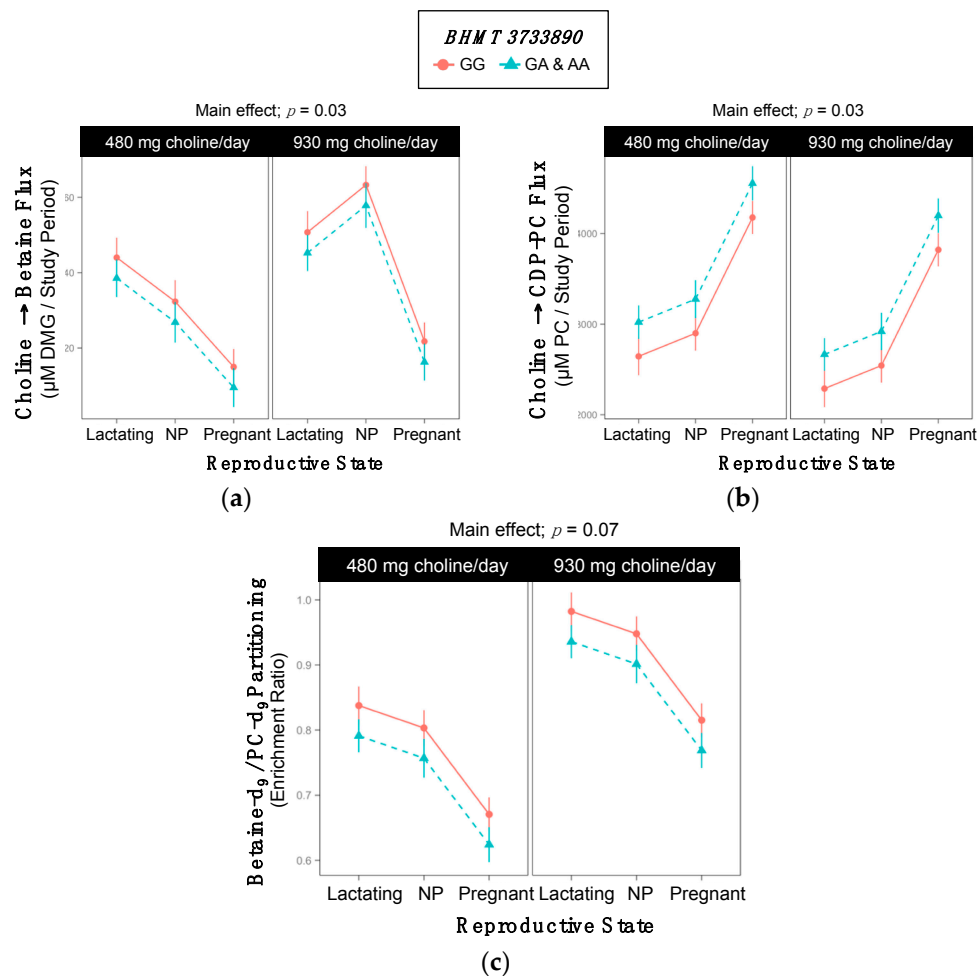 BHMT 3733890
GG GA & AA
Main effect; p = 0.03
480 mg choline/day 930 mg choline/day
Choline → Betaine Flux
(µM DMG / Study Period)
60
40
20
Lactating NP Pregnant Lactating NP Pregnant
Reproductive State
(a)
Main effect; p = 0.03
480 mg choline/day 930 mg choline/day
Choline → CDP-PC Flux
(µM PC / Study Period)
000
000
2000
Lactating NP Pregnant Lactating NP Pregnant
Reproductive State
(b)
Main effect; p = 0.07
480 mg choline/day 930 mg choline/day
Betaine-d9/PC-d9 Partitioning
(Enrichment Ratio)
1.0
0.9
0.8
0.7
0.6
Lactating NP Pregnant Lactating NP Pregnant
Reproductive State
(c)